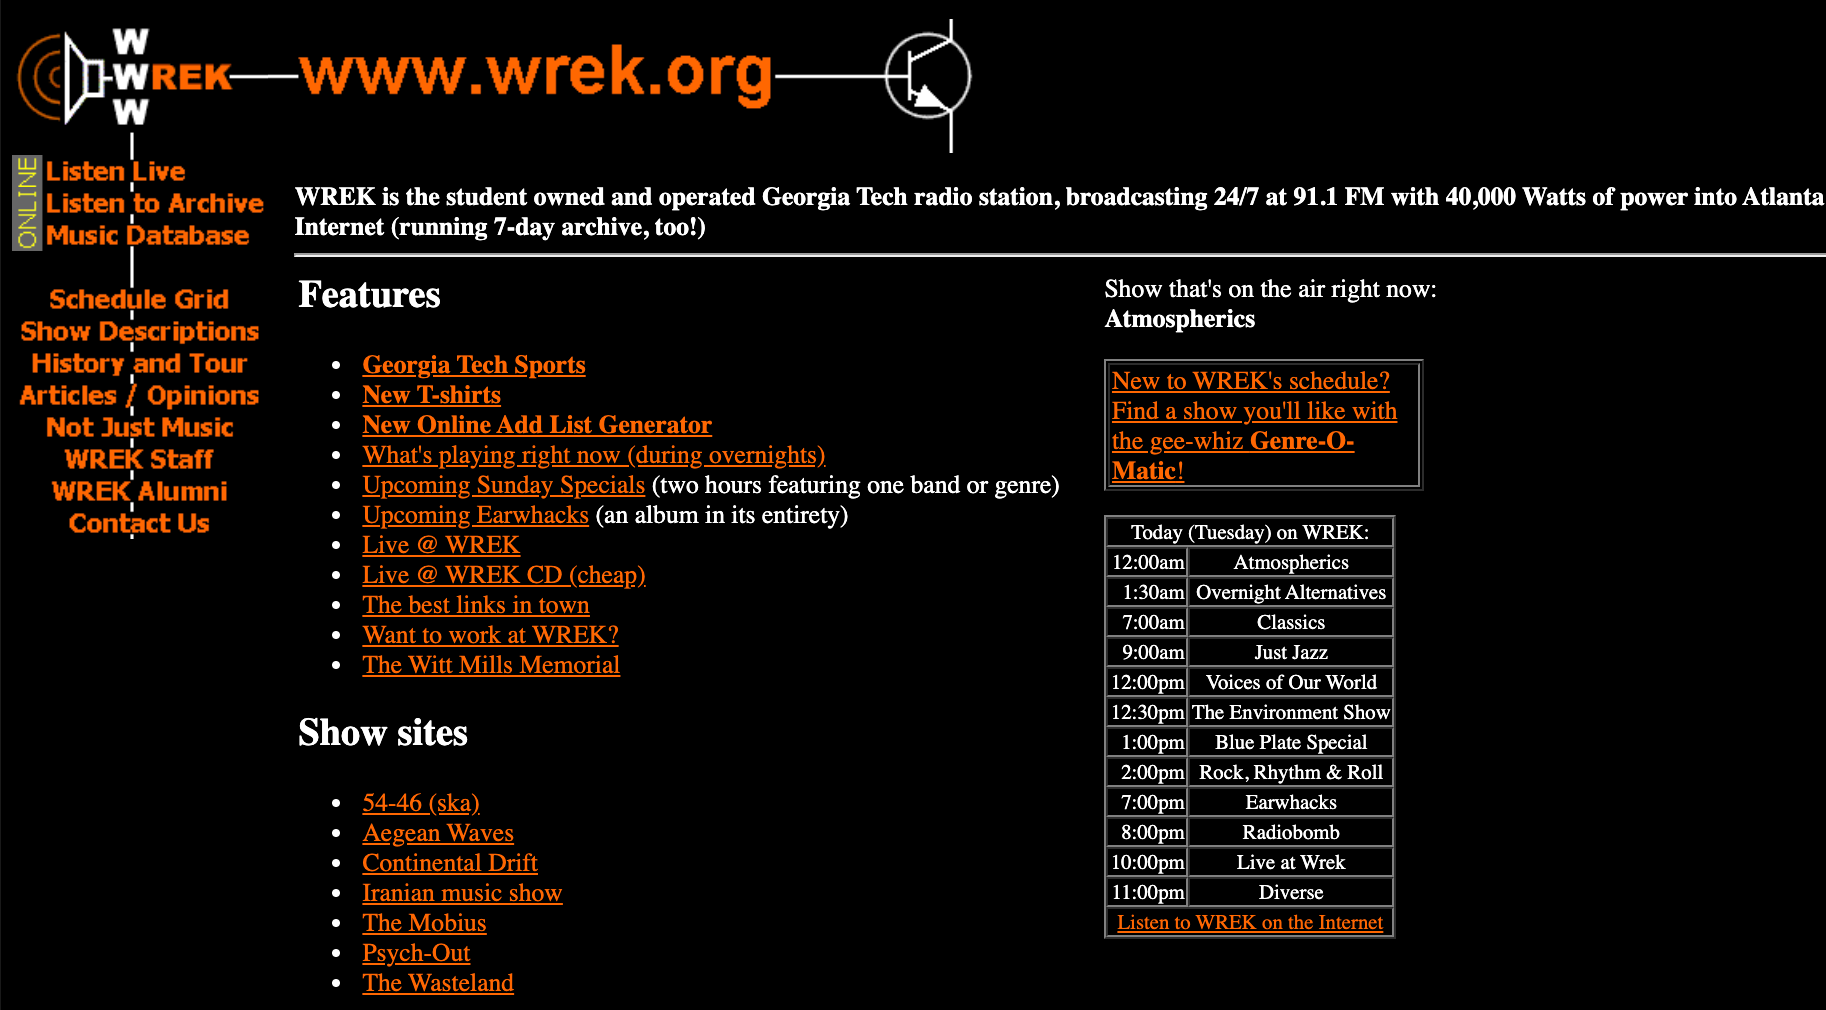 W
WREK
W
www.wrek.org
ONLINE
Listen Live
Listen to Archive
Music Database
Schedule Grid
Show Descriptions
History and Tour
Articles / Opinions
Not Just Music
WREK Staff
WREK Alumni
Contact Us
WREK is the student owned and operated Georgia Tech radio station, broadcasting 24/7 at 91.1 FM with 40,000 Watts of power into Atlanta
Internet (running 7-day archive, too!)
Features
Georgia Tech Sports
New T-shirts
New Online Add List Generator
What's playing right now (during overnights)
Upcoming Sunday Specials (two hours featuring one band or genre)
Upcoming Earwhacks (an album in its entirety)
Live @ WREK
Live @ WREK CD (cheap)
The best links in town
Want to work at WREK?
The Witt Mills Memorial
Show sites
54-46 (ska)
Aegean Waves
Continental Drift
Iranian music show
The Mobius
Psych-Out
The Wasteland
Show that's on the air right now:
Atmospherics
New to WREK's schedule?
Find a show you'll like with
the gee-whiz Genre-O-
Matic!
Today (Tuesday) on WREK:
12:00am Atmospherics
1:30am Overnight Alternatives
7:00am Classics
9:00am Just Jazz
12:00pm Voices of Our World
12:30pm The Environment Show
1:00pm Blue Plate Special
2:00pm Rock, Rhythm & Roll
7:00pm Earwhacks
8:00pm Radiobomb
10:00pm Live at Wrek
11:00pm Diverse
Listen to WREK on the Internet